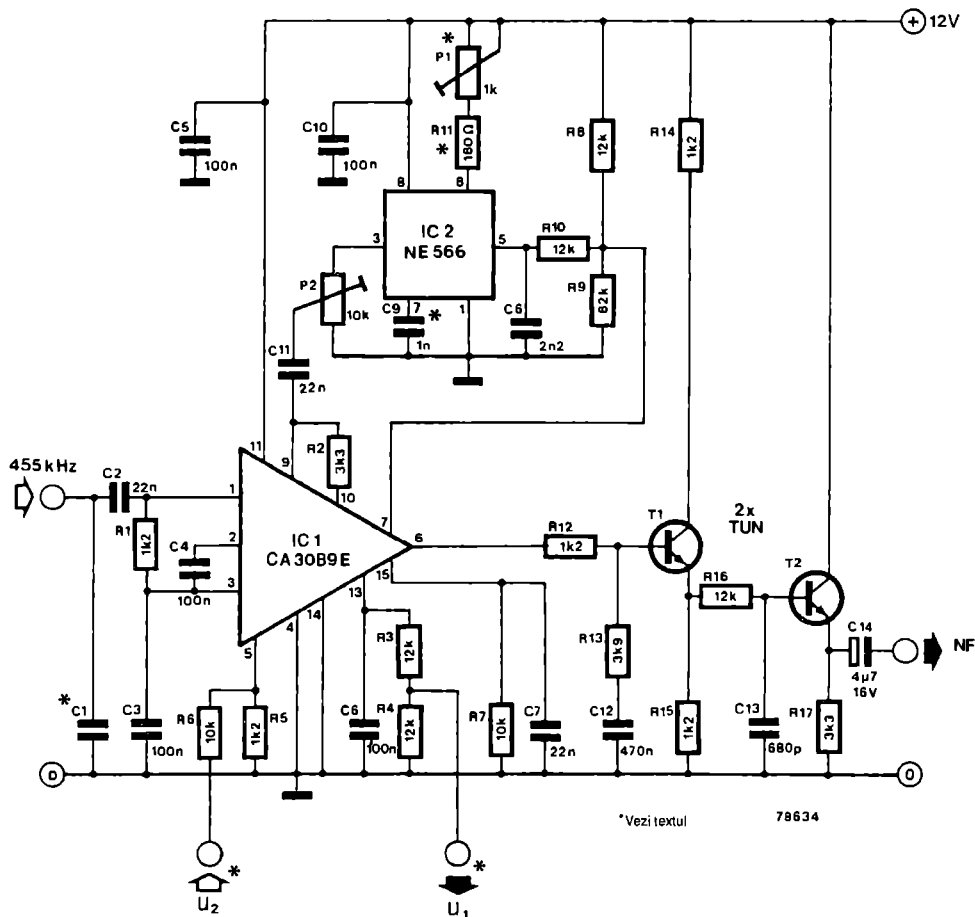 12V
+
*
P1
1k
C5
100n
C10
100n
R11
*
180Ω
R8
12k
R14
1k2
8
8
IC 2
NE 566
3
5
R10
12k
P2
10k
C9
7
*
1n
1
C6
2n2
R9
82k
C11
22n
R2
3k3
11
9
10
455kHz
C2
22n
1
R1
1k2
C4
100n
2
3
IC 1
CA30B9E
7
6
15
13
14
4
5
R12
1k2
T1
2x
TUN
T2
R16
12k
C14
4µ7
16V
NF
R13
3k9
R3
12k
*
C1
C3
100n
R6
10k
R5
1k2
C6
100n
R4
12k
R7
10k
C7
22n
C12
470n
R15
1k2
C13
680p
R17
3k3
0
0
*Vezi textul
78634
*
U2
*
U1